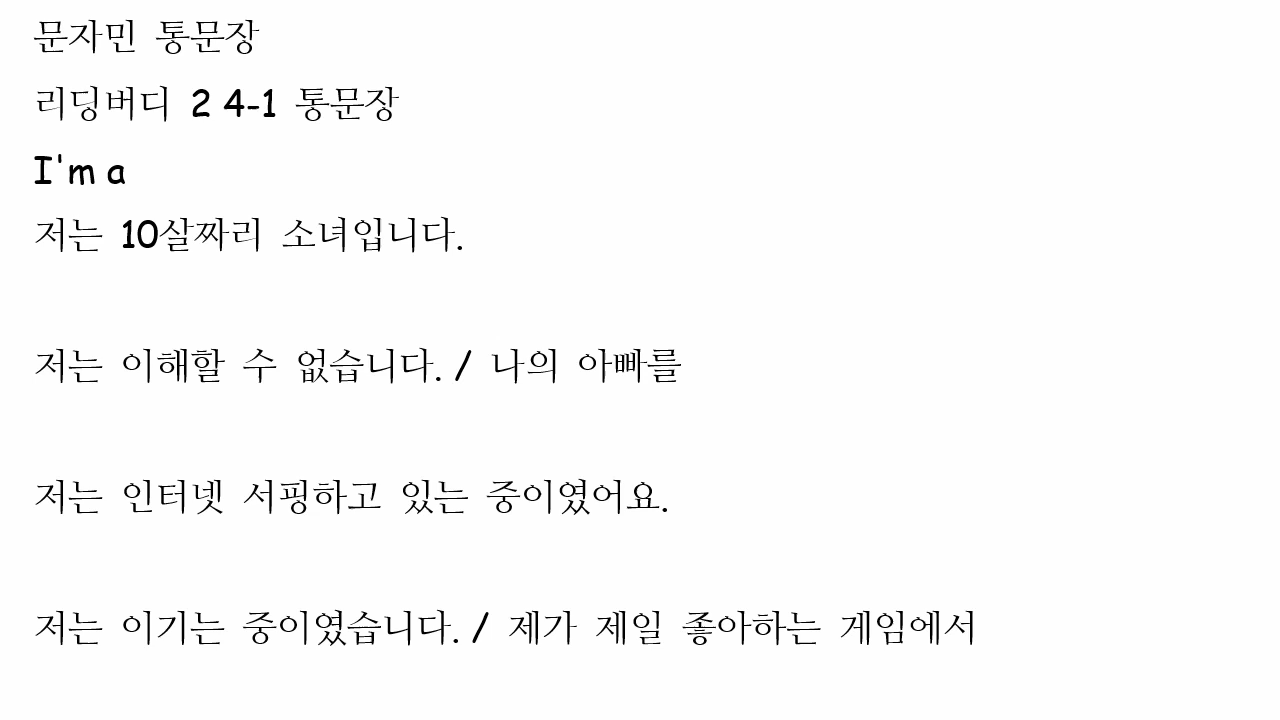 문자민 통문장
리딩버디 2 4-1 통문장
I'm a
저는 10살짜리 소녀입니다.
저는 이해할 수 없습니다. / 나의 아빠를
저는 인터넷 서핑하고 있는 중이였어요.
저는 이기는 중이였습니다. / 제가 제일 좋아하는 게임에서